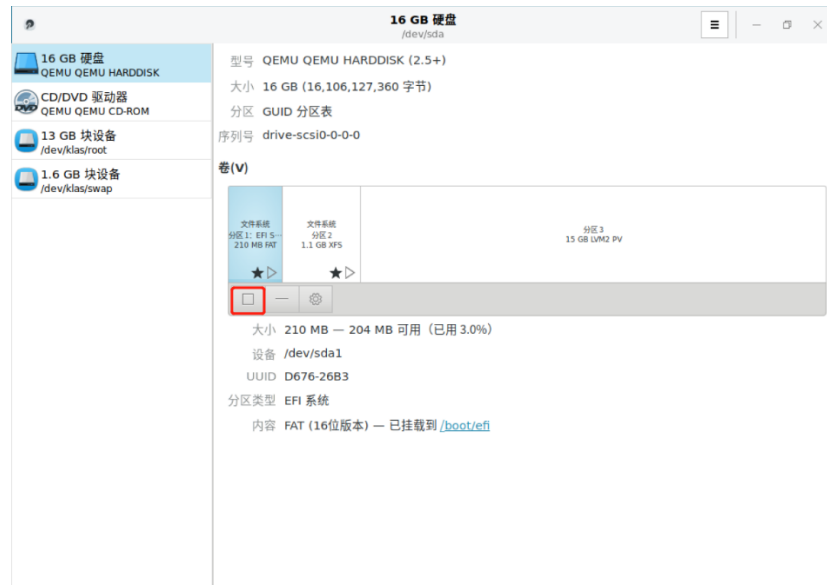 16 GB 硬盘
/dev/sda
16 GB 硬盘
QEMU QEMU HARDDISK
CD/DVD 驱动器
QEMU QEMU CD-ROM
13 GB 块设备
/dev/klas/root
1.6 GB 块设备
/dev/klas/swap
型号 QEMU QEMU HARDDISK (2.5+)
大小 16 GB (16,106,127,360 字节)
分区 GUID 分区表
序列号 drive-scsi0-0-0-0
卷(V)
文件系统
分区 1: EFI S…
210 MB FAT
文件系统
分区 2
1.1 GB XFS
分区 3
15 GB LVM2 PV
大小 210 MB — 204 MB 可用（已用 3.0%）
设备 /dev/sda1
UUID D676-26B3
分区类型 EFI 系统
内容 FAT (16位版本) — 已挂载到 /boot/efi